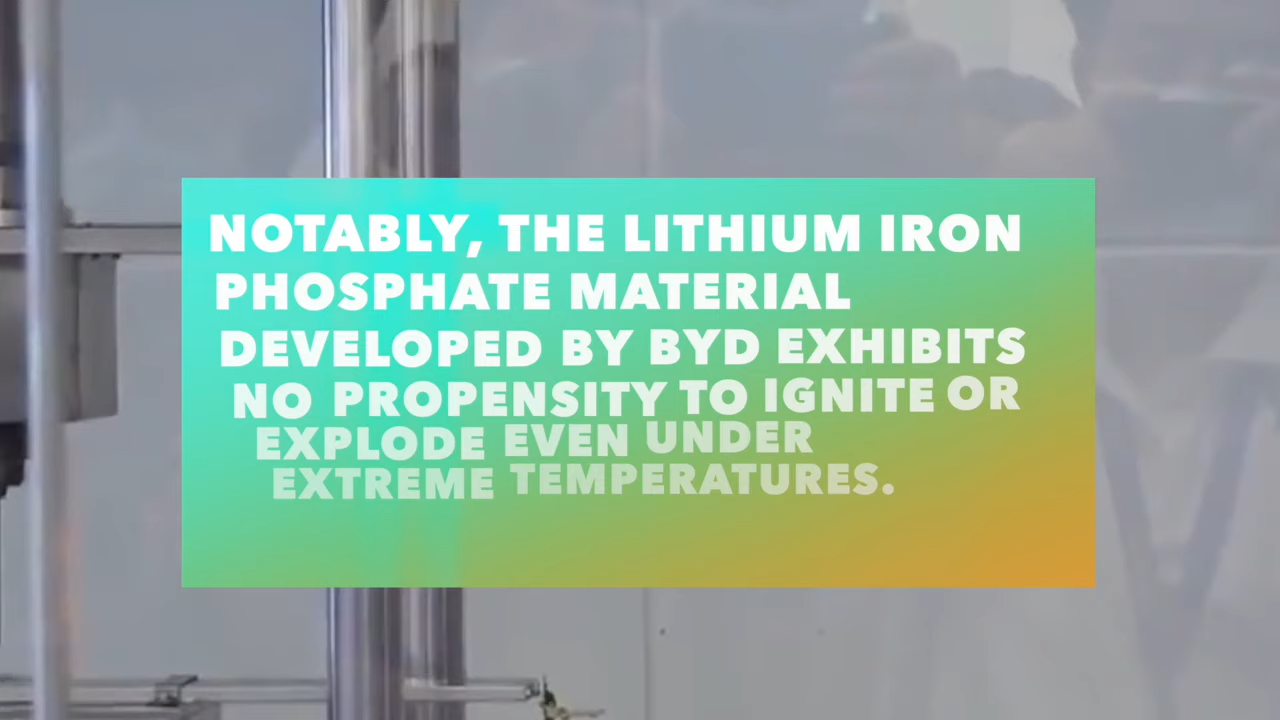 NOTABLY, THE LITHIUM IRON
PHOSPHATE MATERIAL
DEVELOPED BY BYD EXHIBITS
NO PROPENSITY TO IGNITE OR
EXPLODE EVEN UNDER
EXTREME TEMPERATURES.